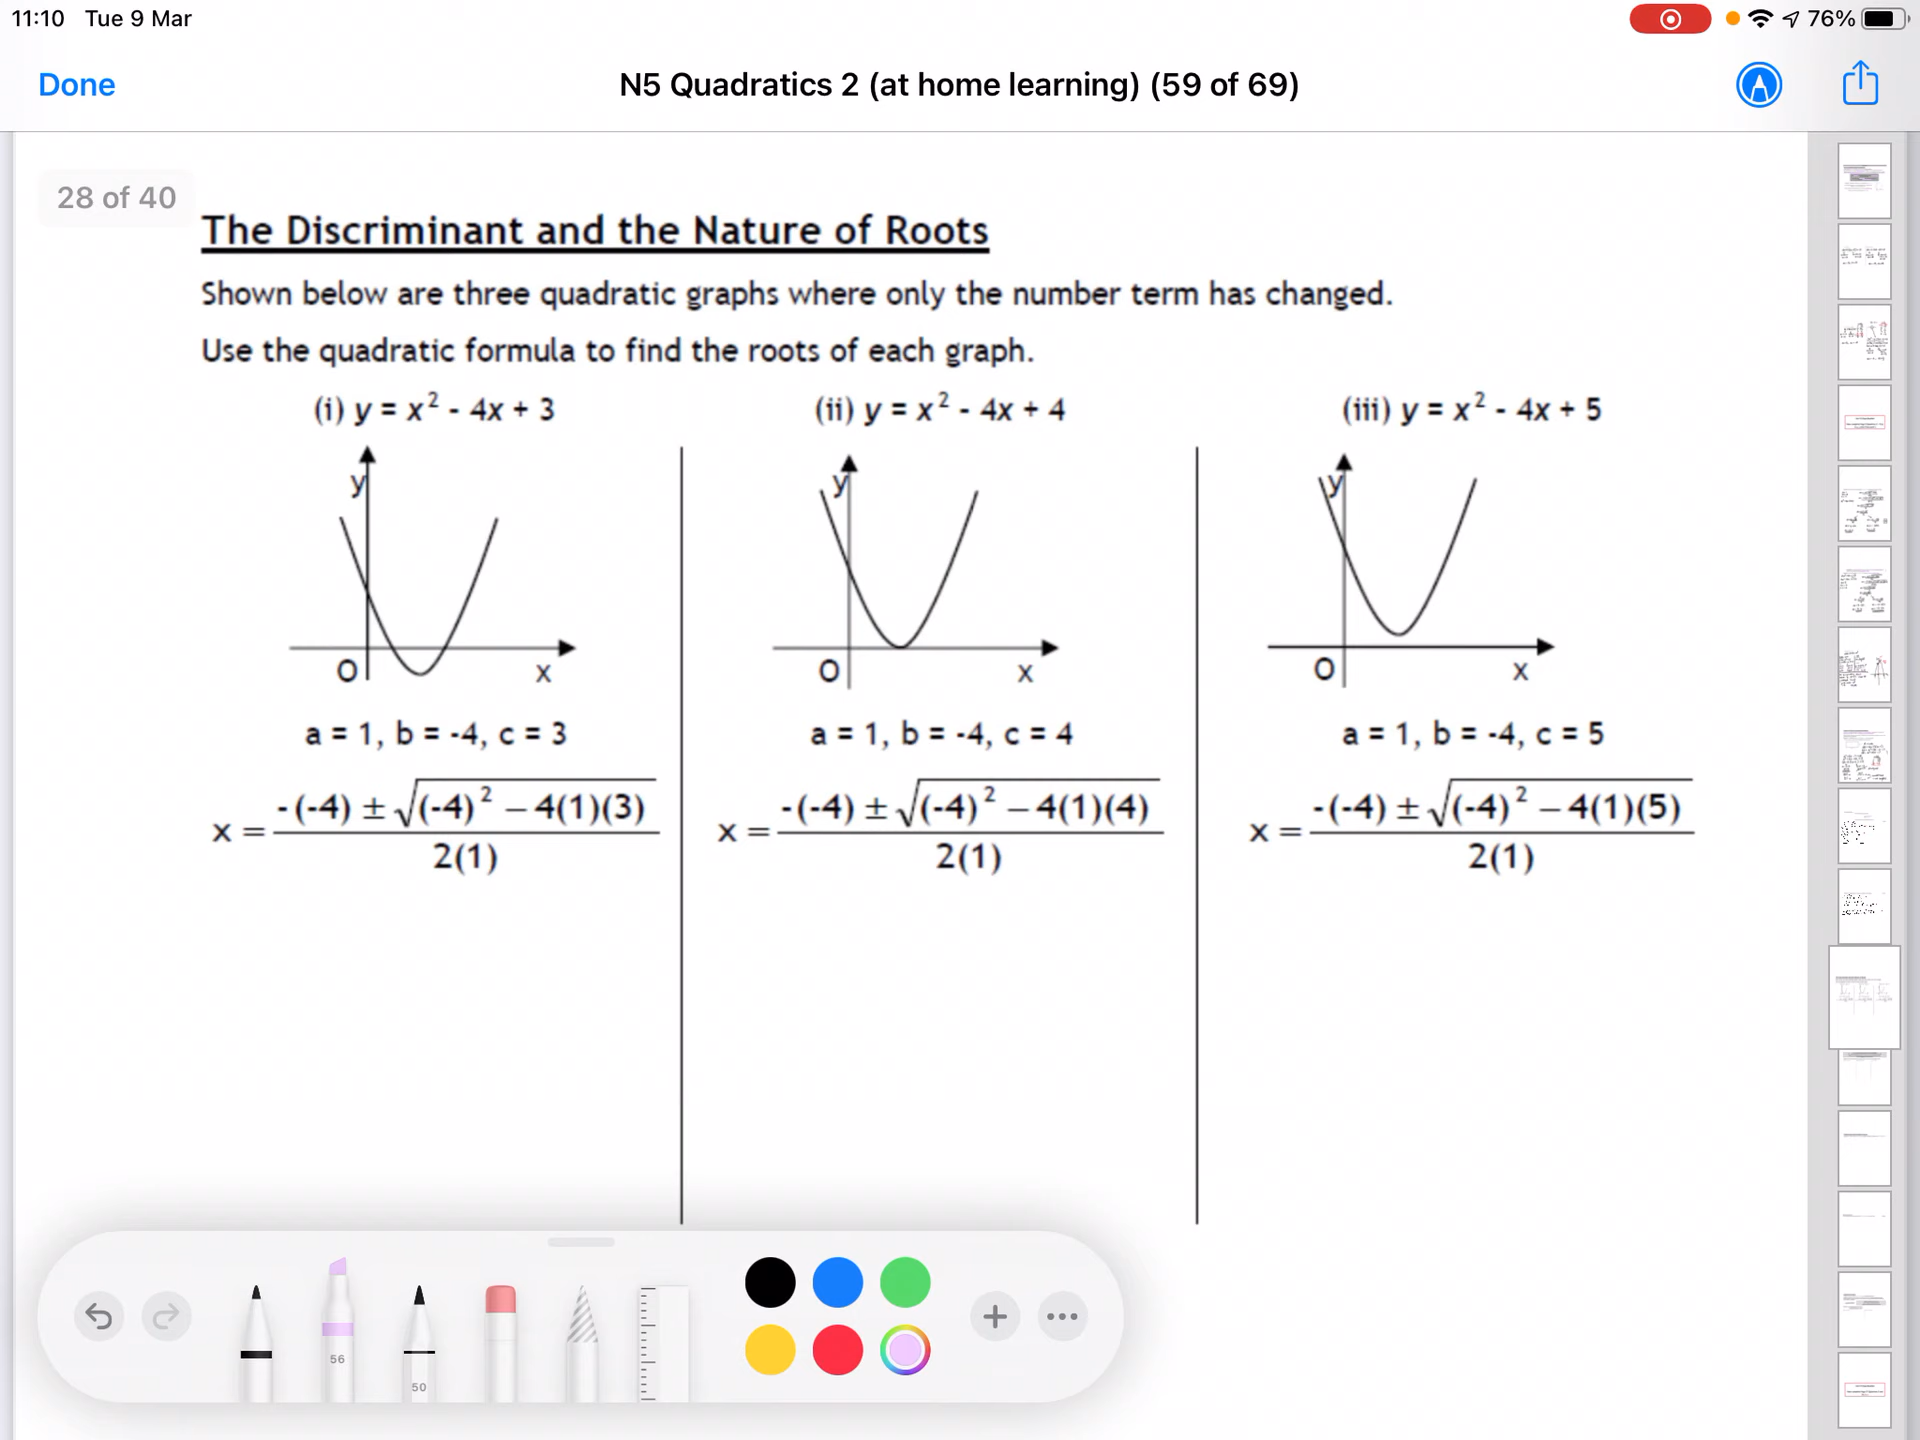 11:10 Tue 9 Mar 76%
Done N5 Quadratics 2 (at home learning) (59 of 69)
28 of 40
The Discriminant and the Nature of Roots
Shown below are three quadratic graphs where only the number term has changed.
Use the quadratic formula to find the roots of each graph.
(i) y = x² - 4x + 3
y
O x
a = 1, b = -4, c = 3
x = -(-4) ± √(-4)² – 4(1)(3)
2(1)
(ii) y = x² - 4x + 4
y
O x
a = 1, b = -4, c = 4
x = -(-4) ± √(-4)² – 4(1)(4)
2(1)
(iii) y = x² - 4x + 5
y
O x
a = 1, b = -4, c = 5
x = -(-4) ± √(-4)² – 4(1)(5)
2(1)
56
50